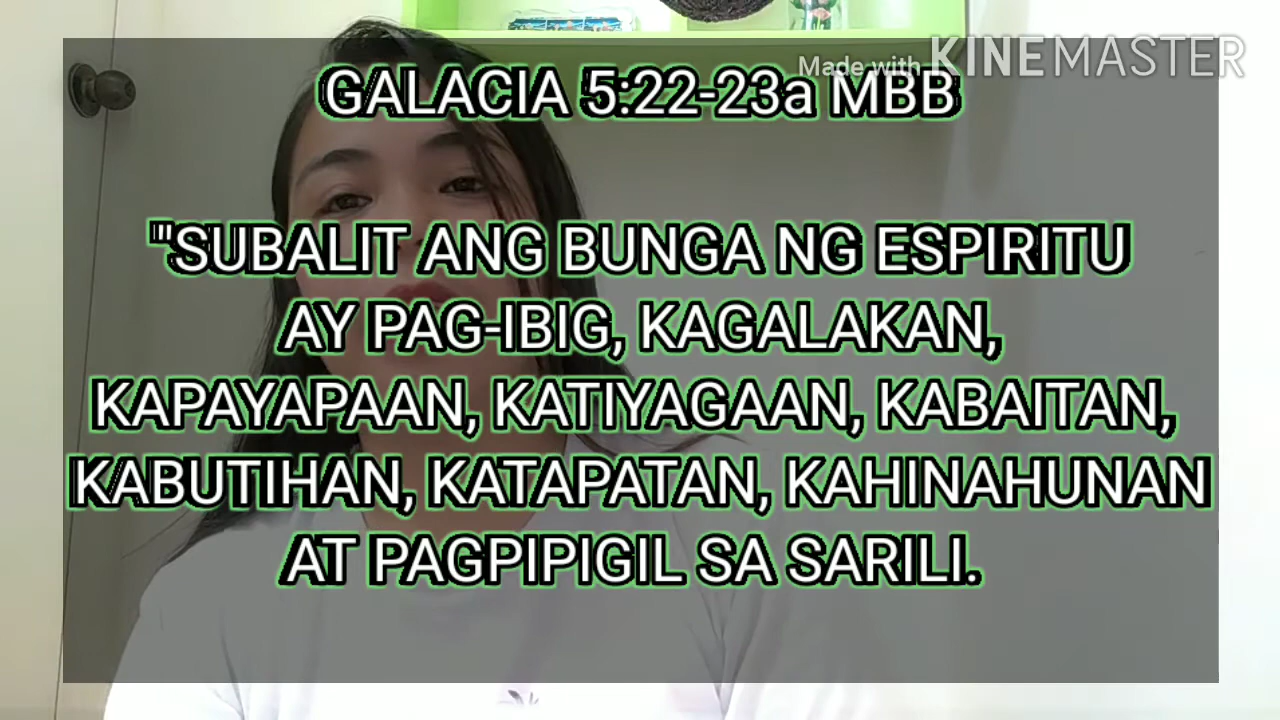 Made with KINEMASTER
GALACIA 5:22-23a MBB
"SUBALIT ANG BUNGA NG ESPIRITU
AY PAG-IBIG, KAGALAKAN,
KAPAYAPAAN, KATIYAGAAN, KABAITAN,
KABUTIHAN, KATAPATAN, KAHINAHUNAN
AT PAGPIPIGIL SA SARILI.